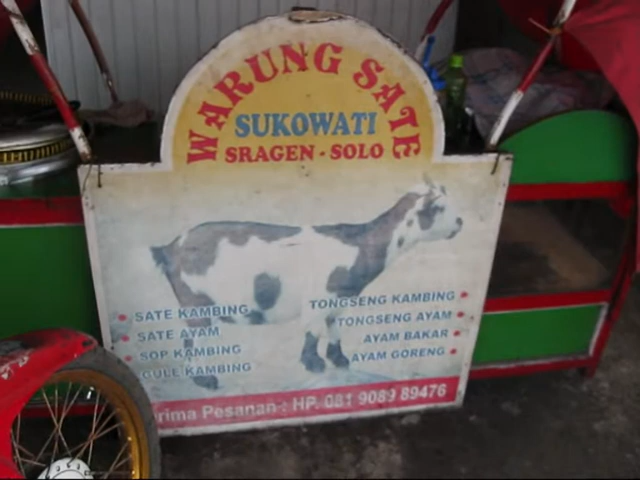 WARUNG SATE
SUKOWATI
SRAGEN - SOLO
SATE KAMBING
SATE AYAM
SOP KAMBING
GULE KAMBING
TONGSENG KAMBING
TONGSENG AYAM
AYAM BAKAR
AYAM GORENG
rima Pesanan : HP. 081 9089 89476